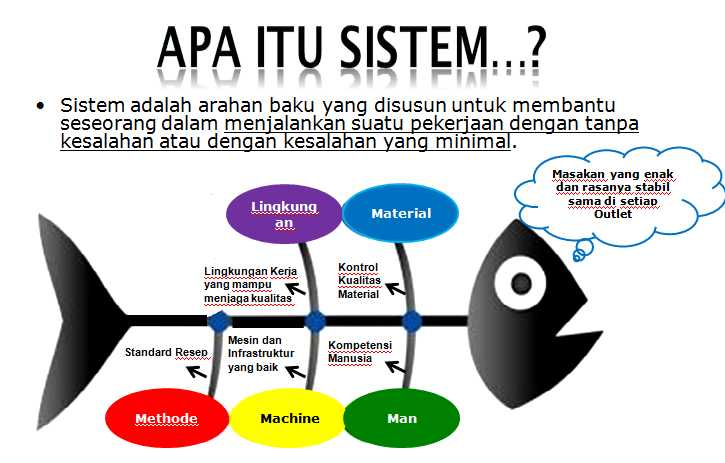 APA ITU SISTEM...?
• Sistem adalah arahan baku yang disusun untuk membantu
seseorang dalam menjalankan suatu pekerjaan dengan tanpa
kesalahan atau dengan kesalahan yang minimal.
Masakan yang enak
dan rasanya stabil
sama di setiap
Outlet
Lingkung
an
Material
Lingkungan Kerja
yang mampu
menjaga kualitas
Kontrol
Kualitas
Material
Standard Resep
Mesin dan
Infrastruktur
yang baik
Kompetensi
Manusia
Methode
Machine
Man